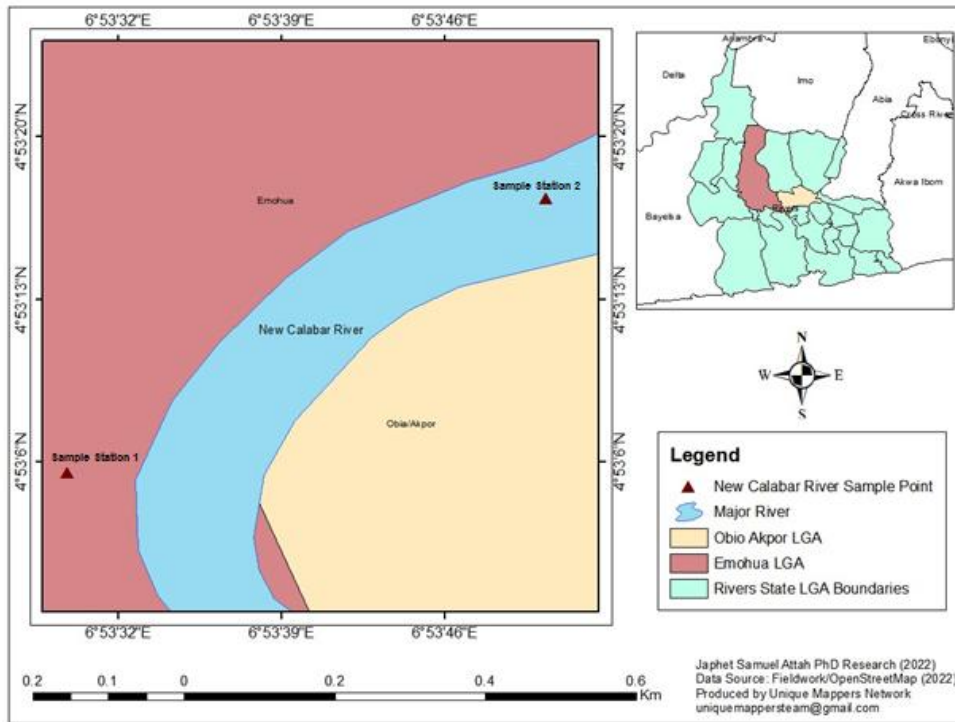 6°53'32"E 6°53'39"E 6°53'46"E
4°53'20"N
4°53'13"N
4°53'6"N
Sample Station 2
Emohua
New Calabar River
Obia/Akpor
Sample Station 1
4°53'20"N
4°53'13"N
4°53'6"N
6°53'32"E 6°53'39"E 6°53'46"E
0.2 0.1 0 0.2 0.4 0.6
Km
Anambra
Ebonyi
Delta
Imo
Abia
Cross River
Akwa Ibom
Rivers
Bayelsa
N
W E
S
Legend
New Calabar River Sample Point
Major River
Obio Akpor LGA
Emohua LGA
Rivers State LGA Boundaries
Japhet Samuel Attah PhD Research (2022)
Data Source: Fieldwork/OpenStreetMap (2022)
Produced by Unique Mappers Network
uniquemappersteam@gmail.com